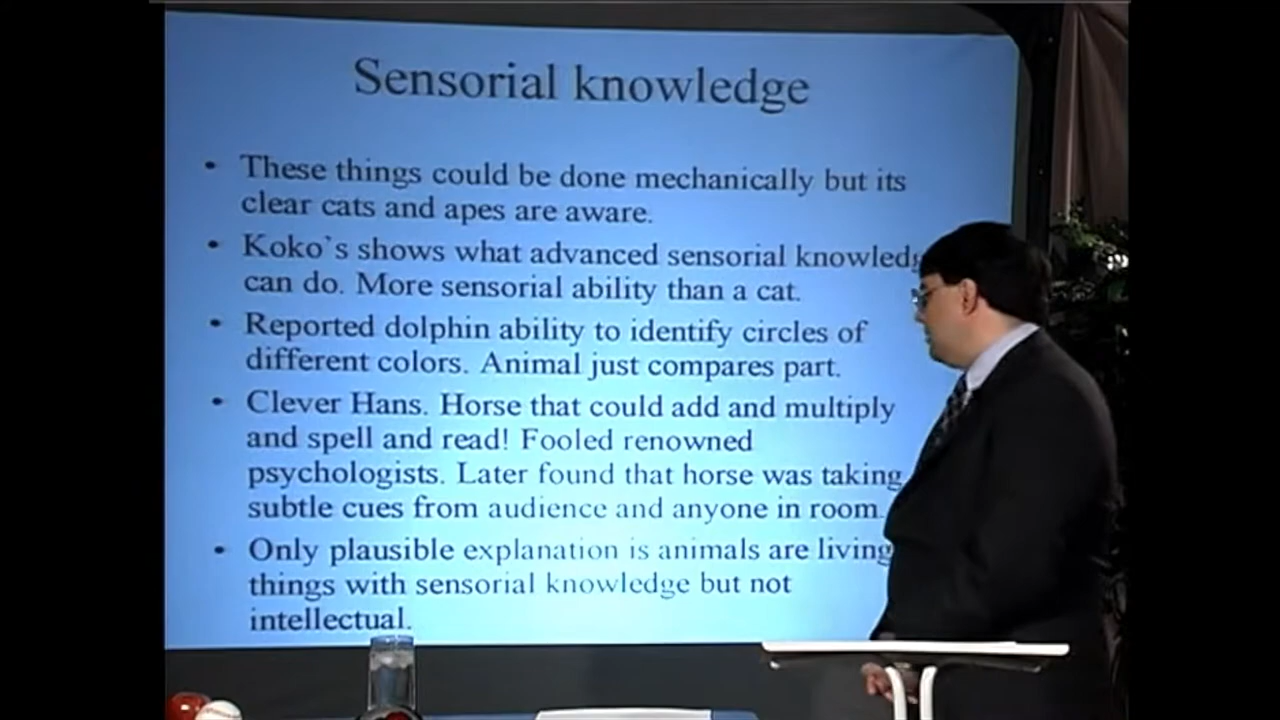 Sensorial knowledge
• These things could be done mechanically but its
clear cats and apes are aware.
• Koko`s shows what advanced sensorial
can do. More sensorial ability than a cat.
• Reported dolphin ability to identify circles of
different colors. Animal just compares part.
• Clever Hans. Horse that could add and multiply
and spell and read! Fooled renowned
psychologists. Later found that horse was taking
subtle cues from audience and anyone in room.
• Only plausible explanation is animals are living
things with sensorial knowledge but not
intellectual.